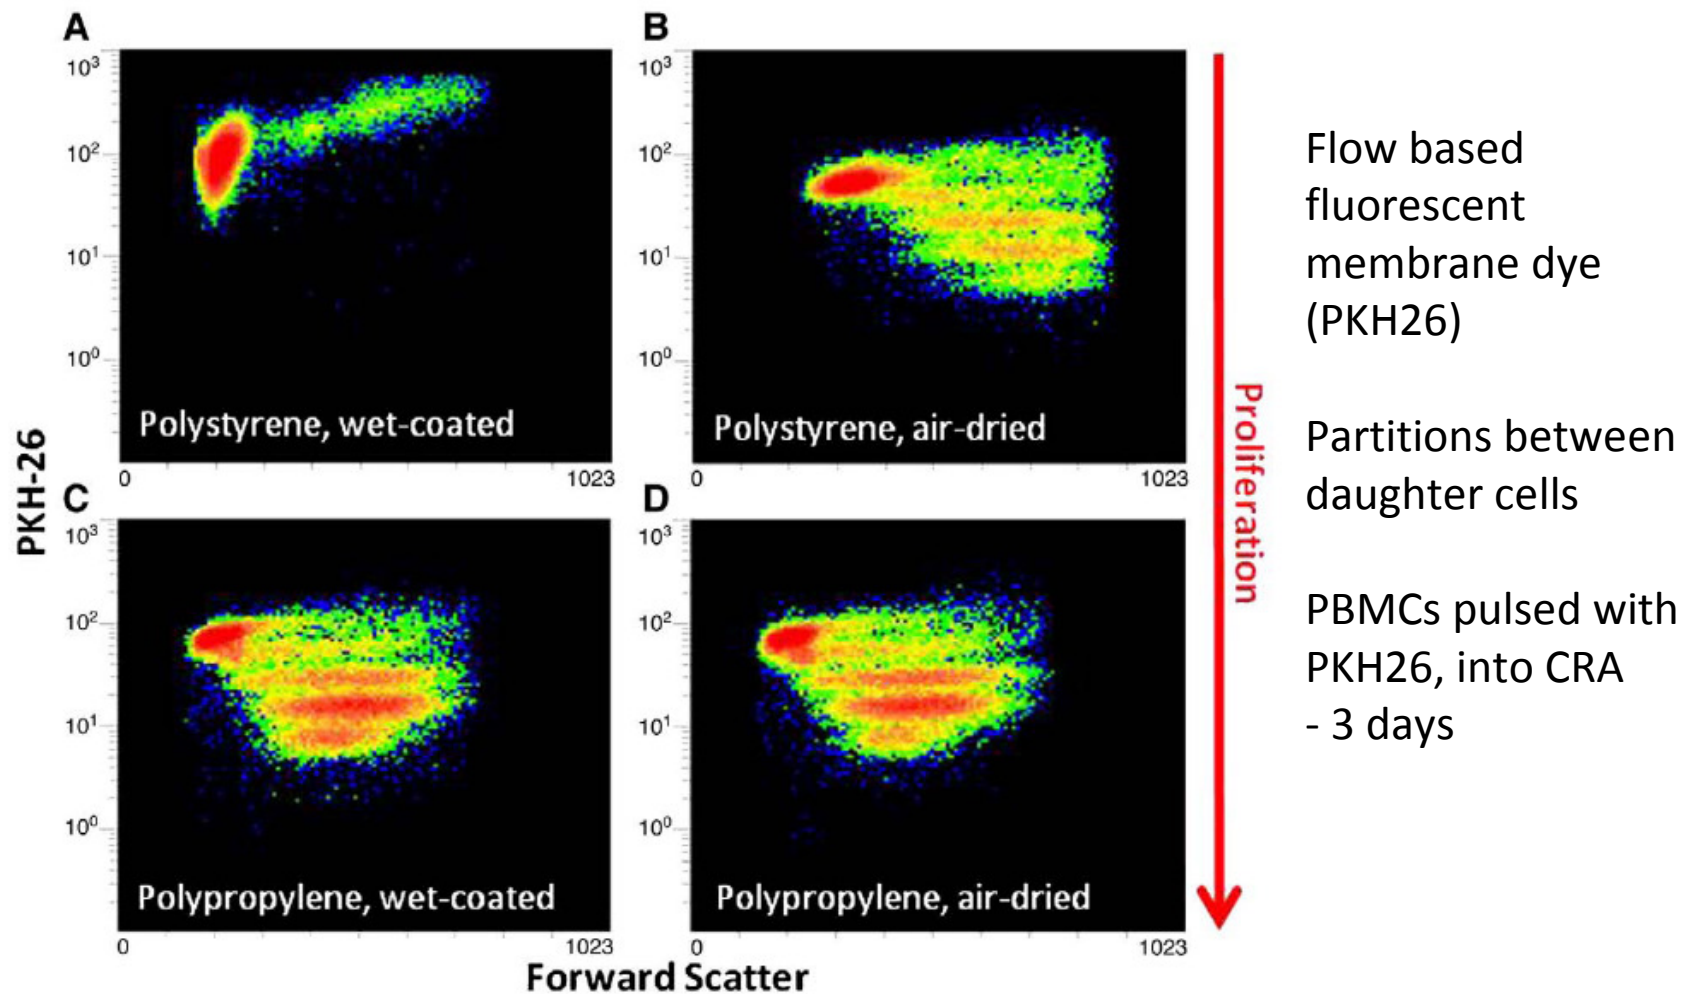 A
10³
10²
10¹
10⁰
Polystyrene, wet-coated
0
1023
B
10³
10²
10¹
10⁰
Polystyrene, air-dried
0
1023
C
10³
10²
10¹
10⁰
Polypropylene, wet-coated
0
1023
D
10³
10²
10¹
10⁰
Polypropylene, air-dried
0
1023
PKH-26
Forward Scatter
Proliferation
Flow based
fluorescent
membrane dye
(PKH26)
Partitions between
daughter cells
PBMCs pulsed with
PKH26, into CRA
- 3 days